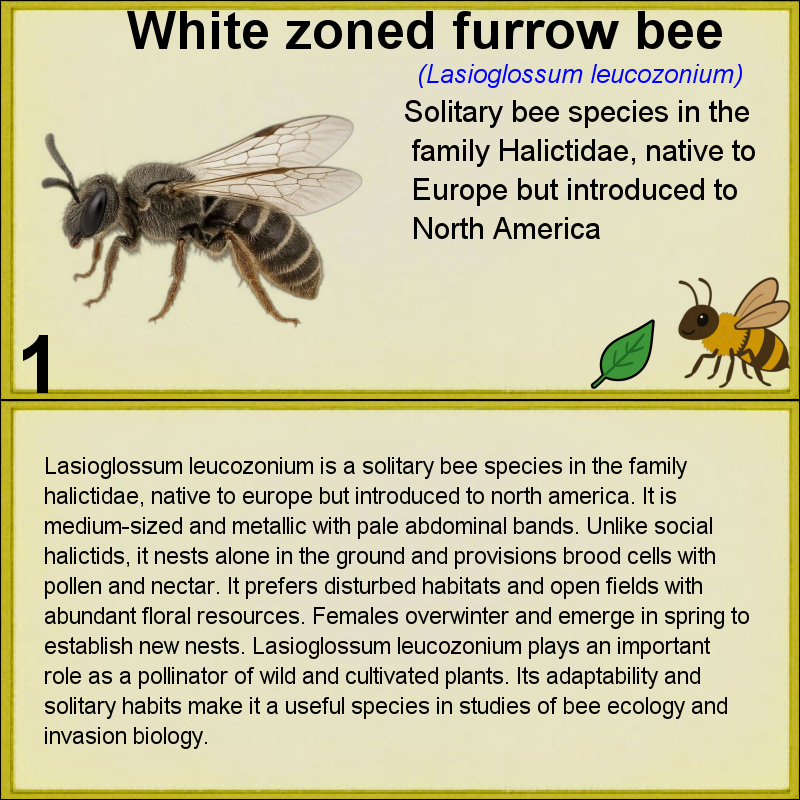 White zoned furrow bee
(Lasioglossum leucozonium)
Solitary bee species in the
family Halictidae, native to
Europe but introduced to
North America
1
Lasioglossum leucozonium is a solitary bee species in the family
halictidae, native to europe but introduced to north america. It is
medium-sized and metallic with pale abdominal bands. Unlike social
halictids, it nests alone in the ground and provisions brood cells with
pollen and nectar. It prefers disturbed habitats and open fields with
abundant floral resources. Females overwinter and emerge in spring to
establish new nests. Lasioglossum leucozonium plays an important
role as a pollinator of wild and cultivated plants. Its adaptability and
solitary habits make it a useful species in studies of bee ecology and
invasion biology.